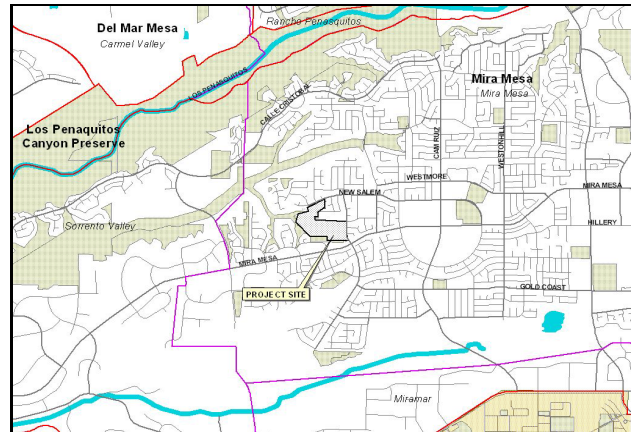 Rancho Penasquitos
Del Mar Mesa
Carmel Valley
LOS PENASQUITOS
Mira Mesa
Mira Mesa
CALLE CRISTOBAL
Los Penaquitos
Canyon Preserve
CAM RUIZ
WESTONHILL
WESTMORE
MIRA MESA
NEW SALEM
Sorrento Valley
HILLERY
MIRA MESA
PROJECT SITE
GOLD COAST
Miramar